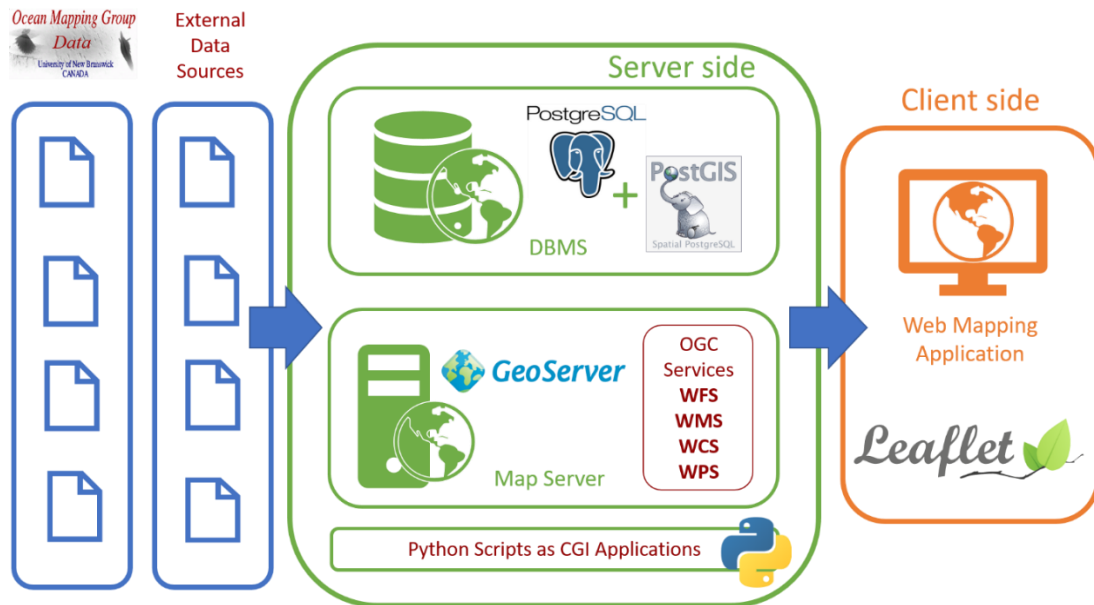 Ocean Mapping Group
Data
University of New Brunswick
CANADA
External
Data
Sources
Server side
PostgreSQL
PostGIS
Spatial PostgreSQL
+
DBMS
GeoServer
Map Server
OGC
Services
WFS
WMS
WCS
WPS
Python Scripts as CGI Applications
Client side
Web Mapping
Application
Leaflet